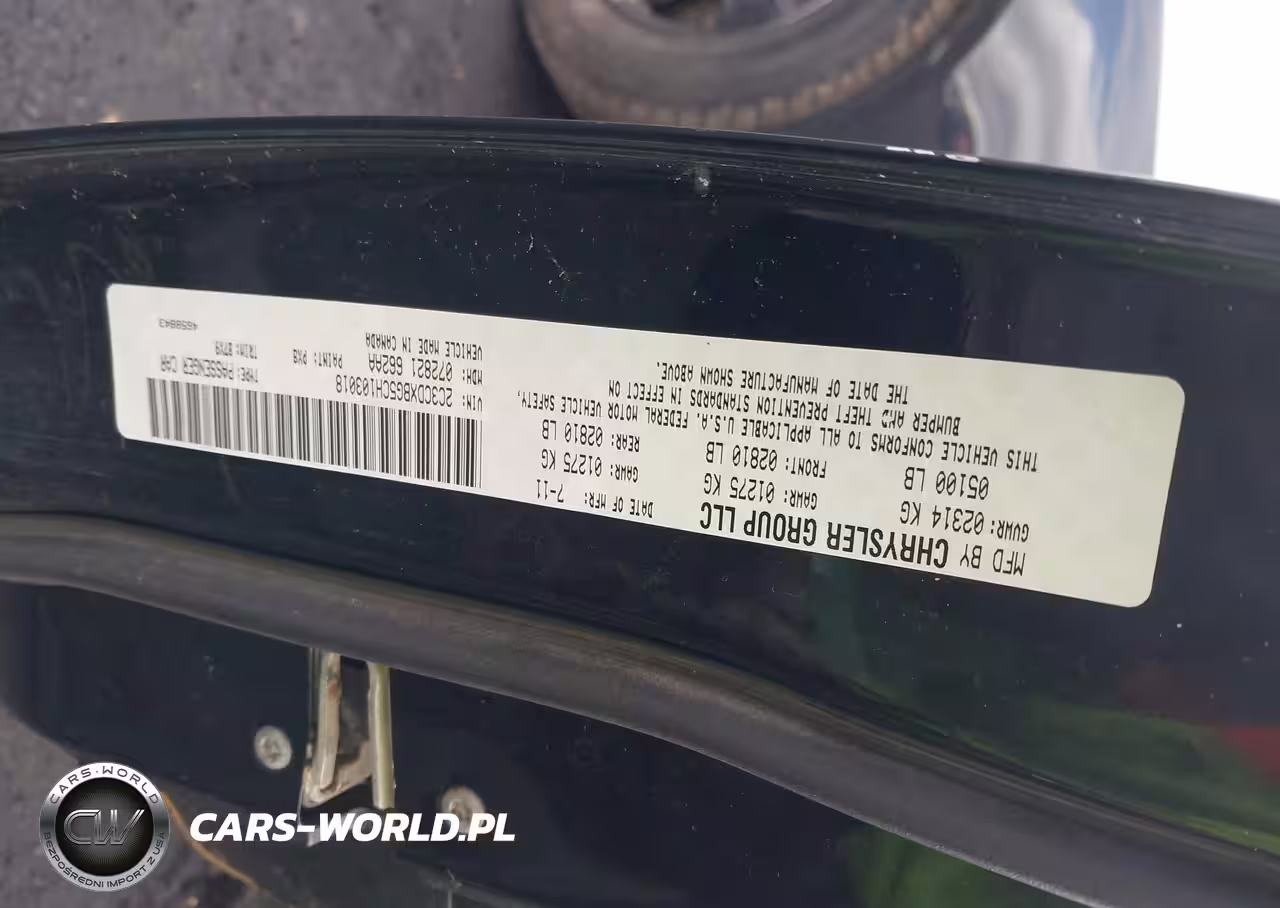 MFD BY CHRYSLER GROUP LLC
DATE OF MFR: 7-11
GVWR: 02314 KG
05100 LB
GAWR: 01275 KG
FRONT: 02810 LB
GAWR: 01275 KG
REAR: 02810 LB
THIS VEHICLE CONFORMS TO ALL APPLICABLE U.S.A. FEDERAL MOTOR VEHICLE SAFETY,
BUMPER AND THEFT PREVENTION STANDARDS IN EFFECT ON
THE DATE OF MANUFACTURE SHOWN ABOVE.
VIN: 2C3CDXBG5CH103018
TYPE: PASSENGER CAR
MDH: 072821 662AA
PAINT: PX8
TRIM: B7X9
VEHICLE MADE IN CANADA
4658843
CARS-WORLD
CW
BEZPOŚREDNI IMPORT Z USA
CARS-WORLD.PL